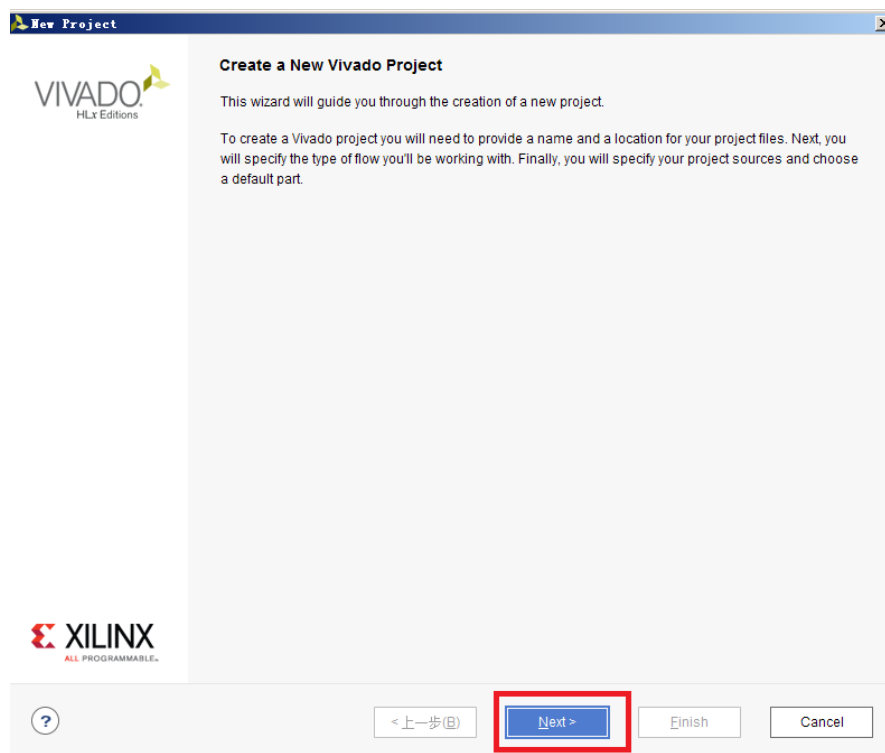 New Project
VIVADO.
HLx Editions
Create a New Vivado Project
This wizard will guide you through the creation of a new project.
To create a Vivado project you will need to provide a name and a location for your project files. Next, you
will specify the type of flow you'll be working with. Finally, you will specify your project sources and choose
a default part.
XILINX
ALL PROGRAMMABLE.
?
<上一步(B)
Next >
Finish
Cancel